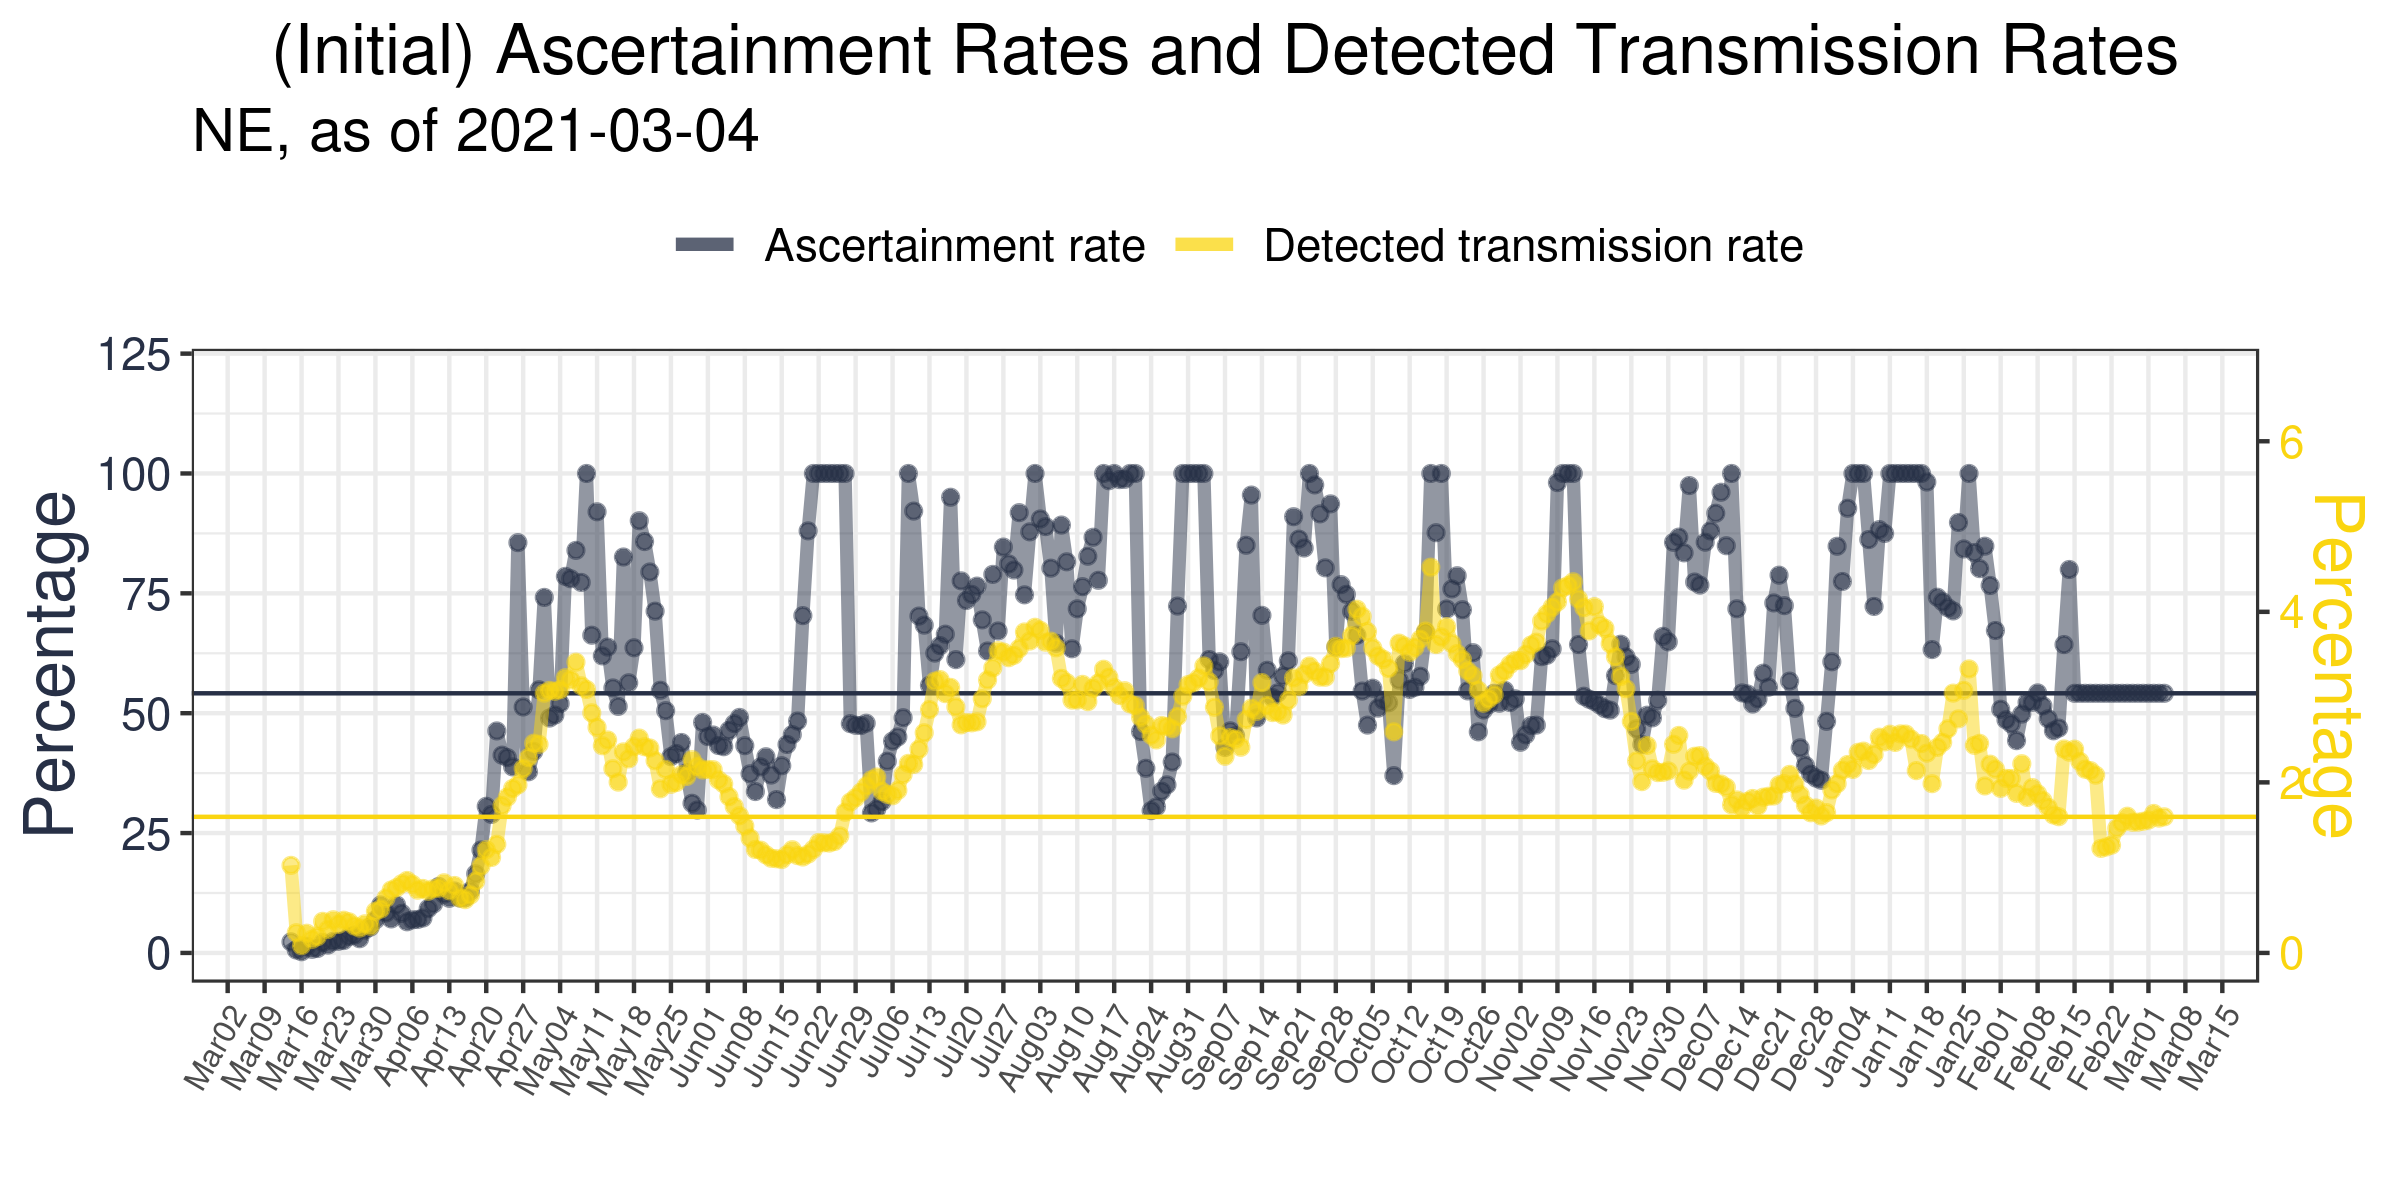 (Initial) Ascertainment Rates and Detected Transmission Rates
NE, as of 2021-03-04
Ascertainment rate
Detected transmission rate
125
100
75
50
25
0
Percentage
6
4
2
0
Percentage
Mar02
Mar09
Mar16
Mar23
Mar30
Apr06
Apr13
Apr20
Apr27
May04
May11
May18
May25
Jun01
Jun08
Jun15
Jun22
Jun29
Jul06
Jul13
Jul20
Jul27
Aug03
Aug10
Aug17
Aug24
Aug31
Sep07
Sep14
Sep21
Sep28
Oct05
Oct12
Oct19
Oct26
Nov02
Nov09
Nov16
Nov23
Nov30
Dec07
Dec14
Dec21
Dec28
Jan04
Jan11
Jan18
Jan25
Feb01
Feb08
Feb15
Feb22
Mar01
Mar08
Mar15